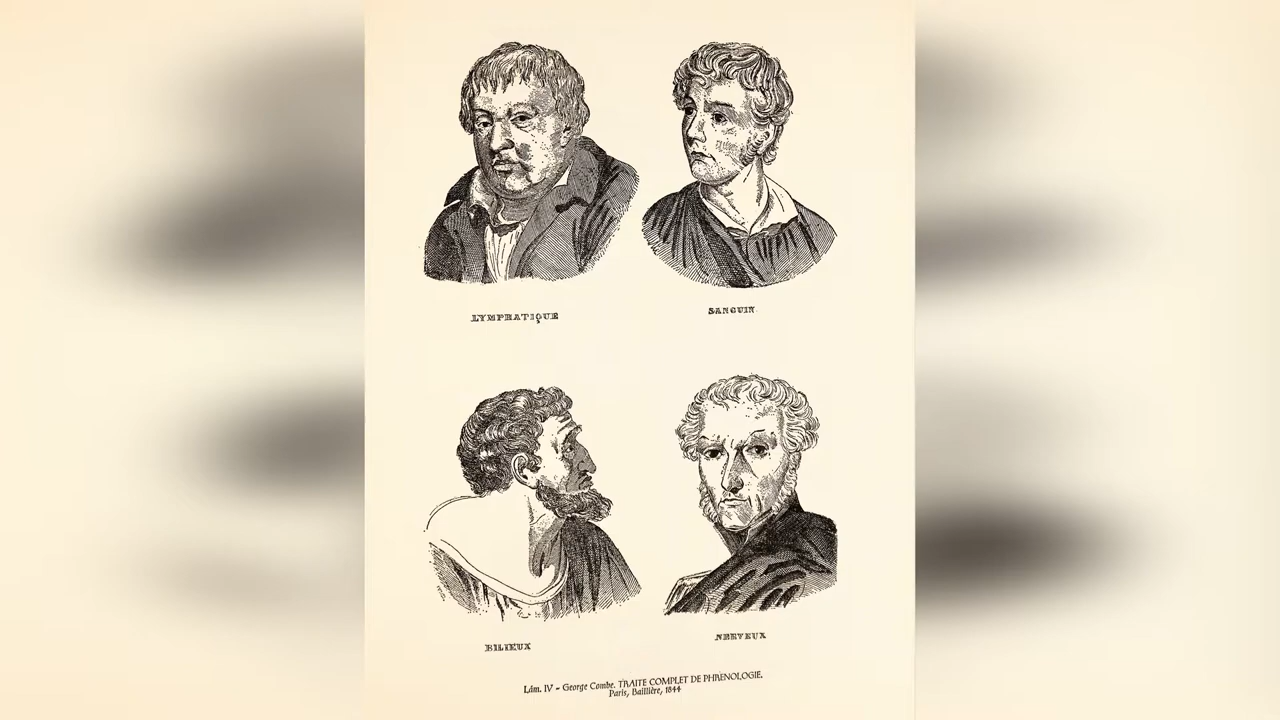 LYMPHATIQUE
SANGUIN
BILIEUX
NERVEUX
Lám. IV - George Combe. TRAITE COMPLET DE PHRENOLOGIE.
Paris, Baillière, 1844